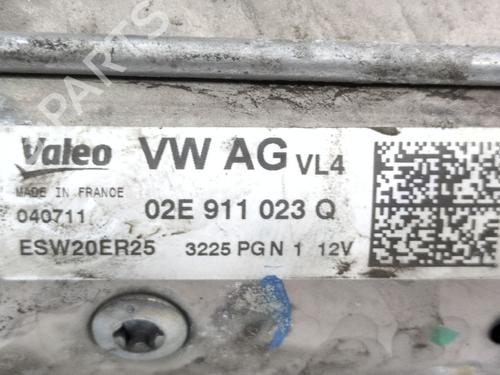 Valeo VW AG VL4
MADE IN FRANCE
040711 02E 911 023 Q
ESW20ER25 3225 PG N 1 12V
B-PARTS